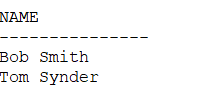 NAME
---------------
Bob Smith
Tom Synder